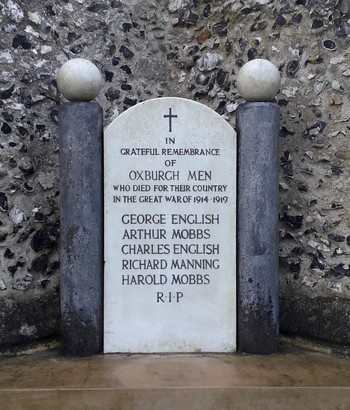 IN
GRATEFUL REMEMBRANCE
OF
OXBURGH MEN
WHO DIED FOR THEIR COUNTRY
IN THE GREAT WAR OF 1914-1919
GEORGE ENGLISH
ARTHUR MOBBS
CHARLES ENGLISH
RICHARD MANNING
HAROLD MOBBS
R·I·P